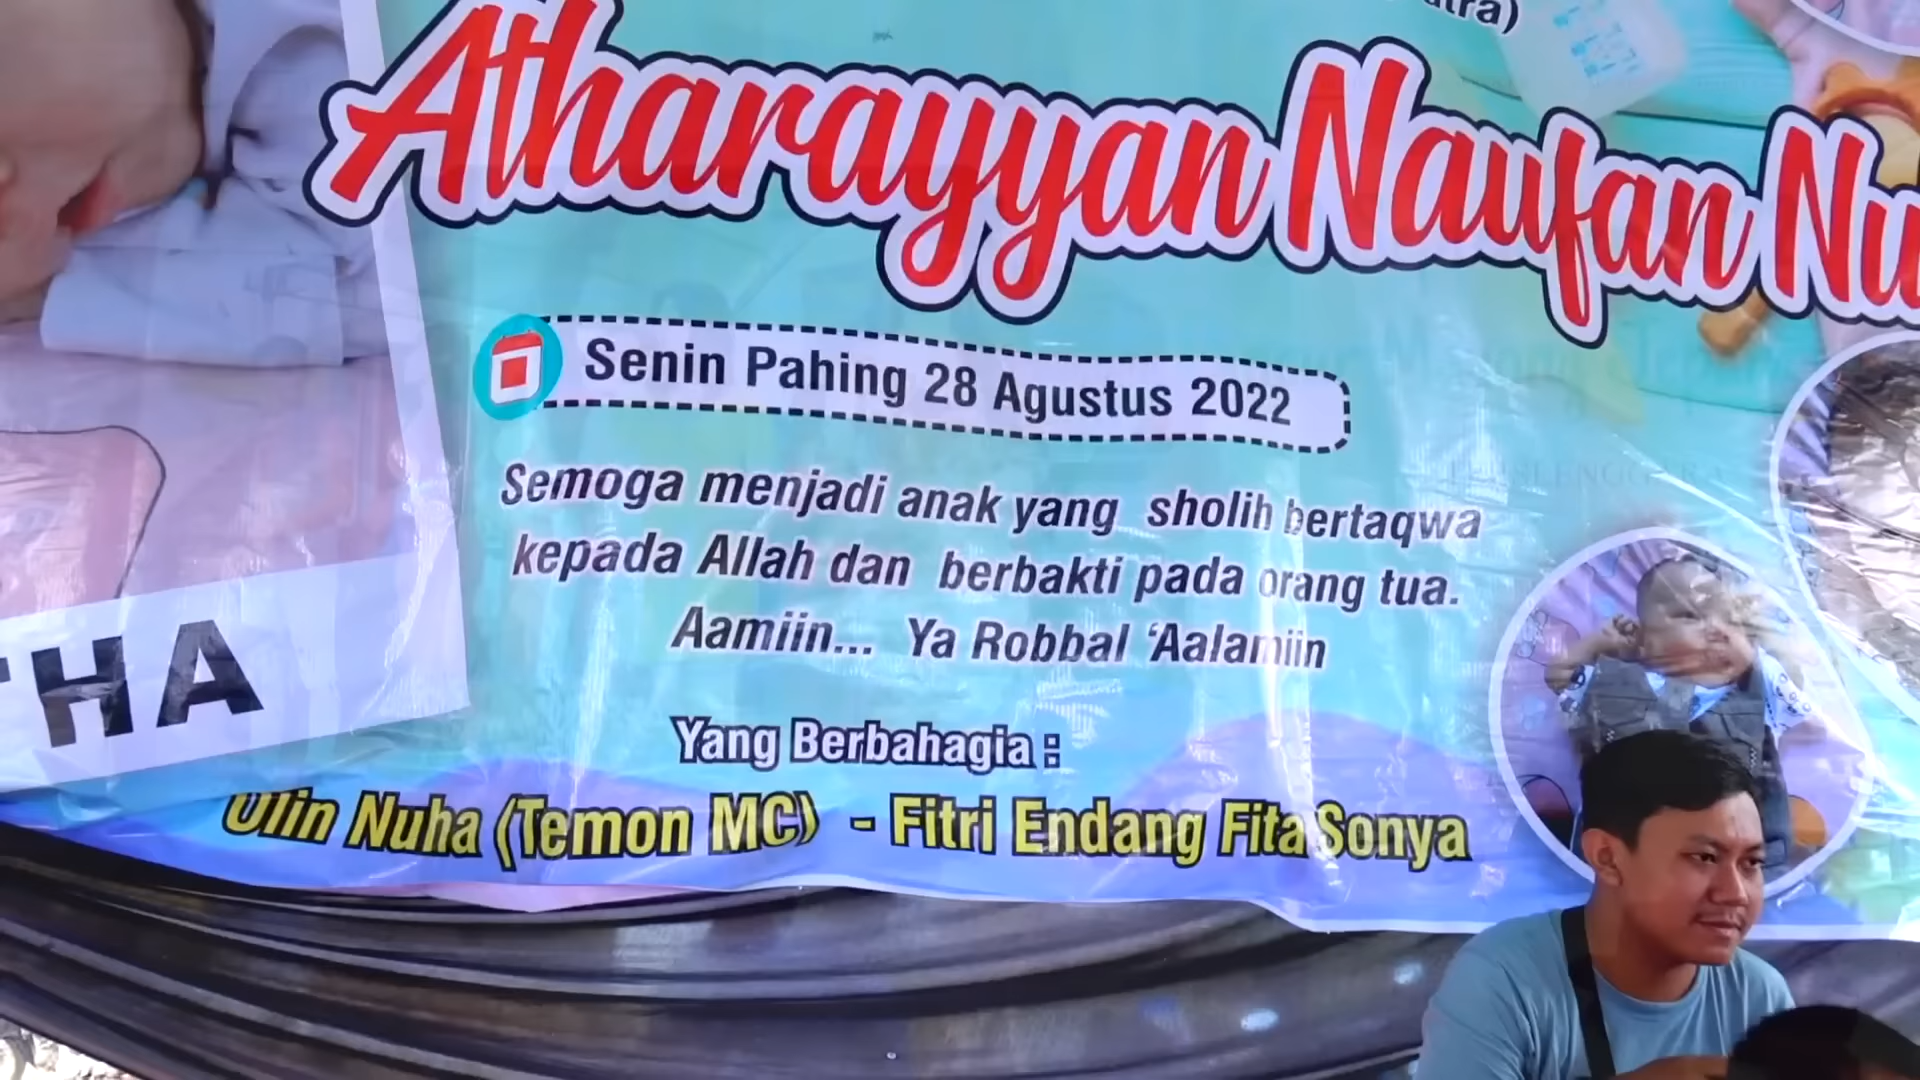 Atharayyan Naufan
Senin Pahing 28 Agustus 2022
Semoga menjadi anak yang sholih bertaqwa
kepada Allah dan berbakti pada orang tua.
Aamiin... Ya Robbal ‘Aalamiin
THA
Yang Berbahagia :
Ulin Nuha (Temon MC) - Fitri Endang Fita Sonya